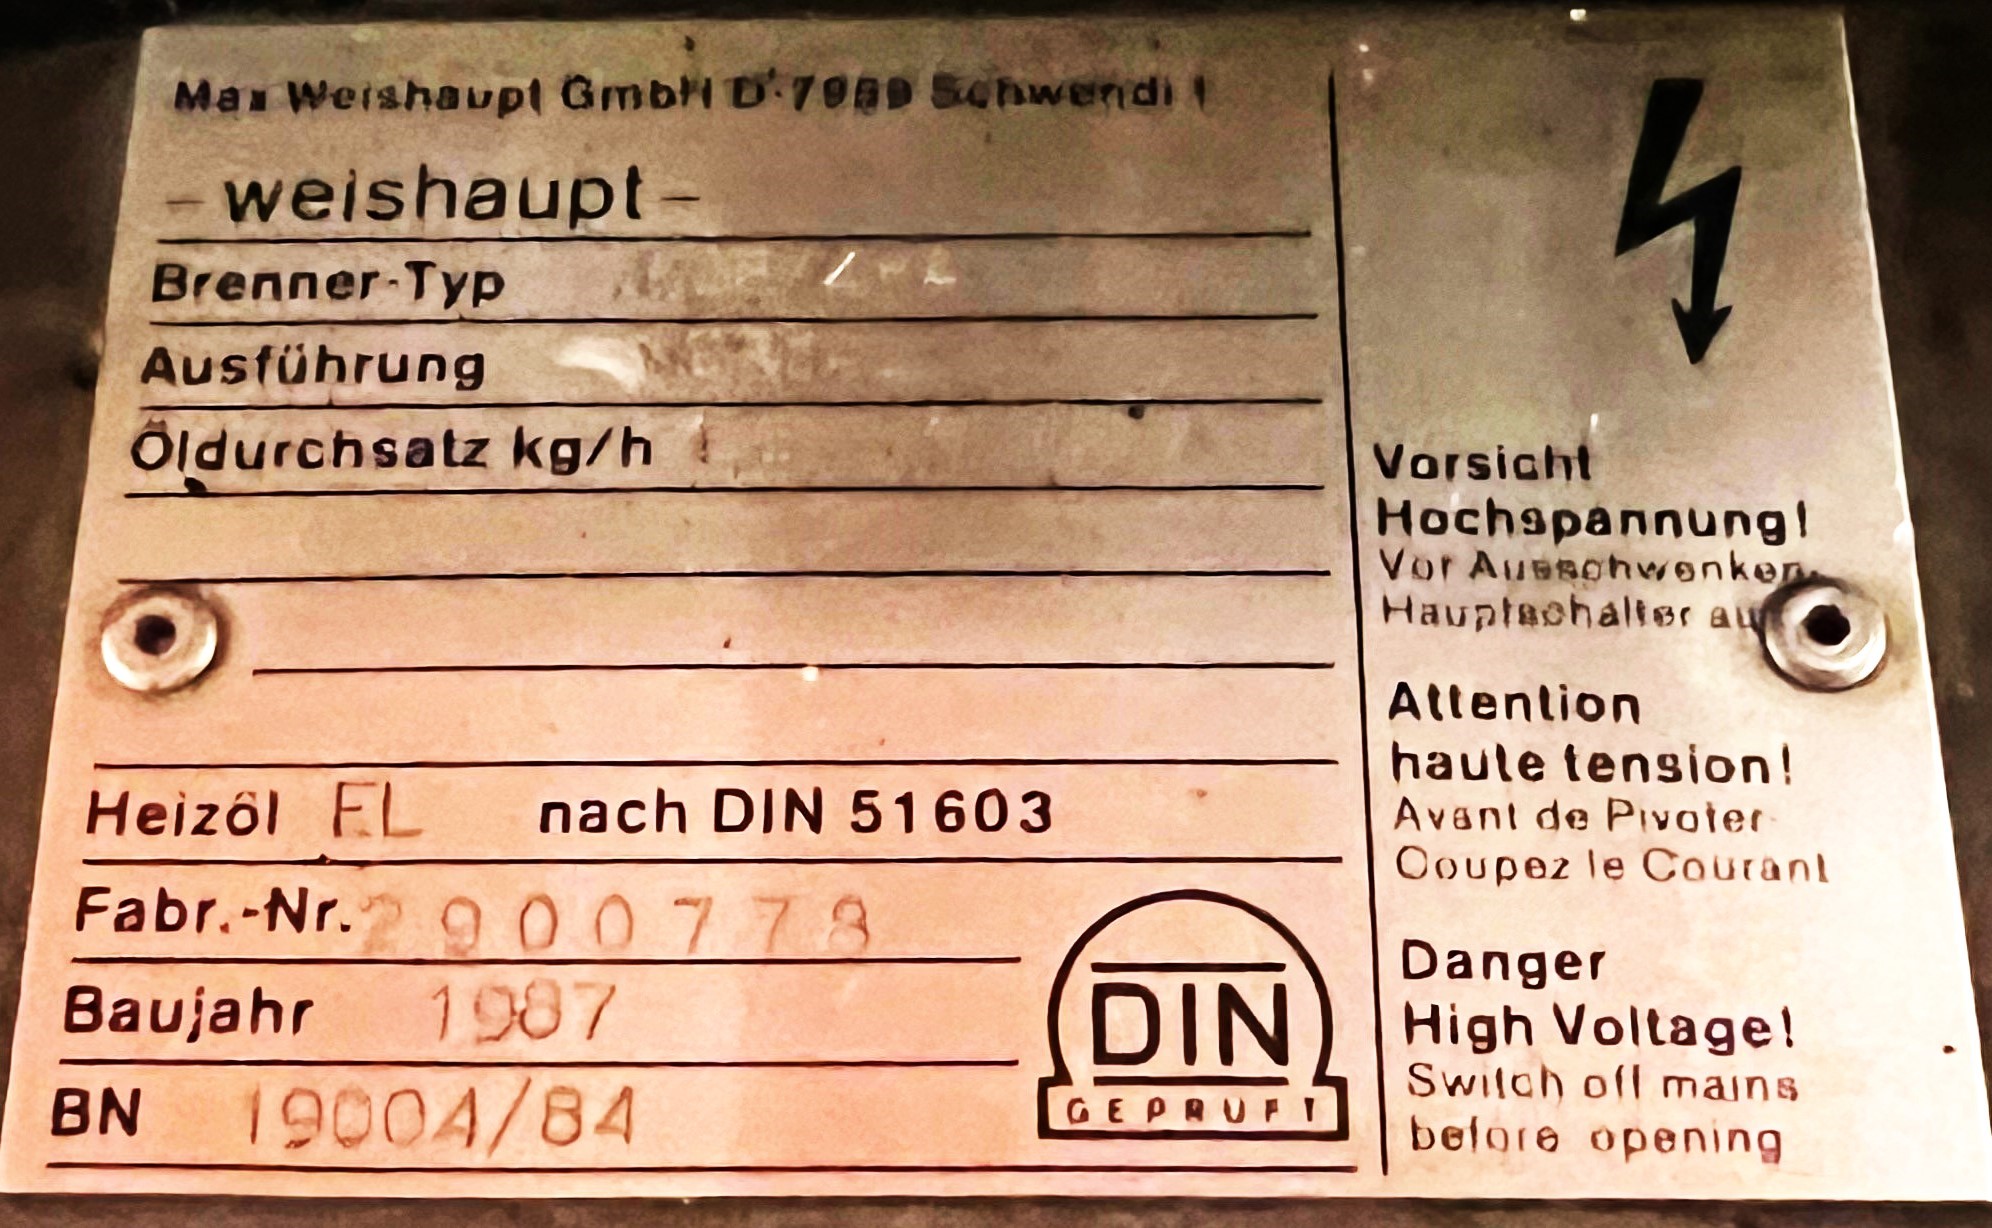 Max Weishaupt GmbH D-7959 Schwendi 1
- weishaupt -
Brenner-Typ
Ausführung
Öldurchsatz kg/h
Heizöl EL nach DIN 51603
Fabr.-Nr. 2900778
Baujahr 1987
BN 19004/84
DIN
GEPRÜFT
Vorsicht
Hochspannung!
Vor Ausschwenken
Hauptschalter
Attention
haute tension!
Avant de Pivoter
Coupez le Courant
Danger
High Voltage!
Switch off mains
before opening